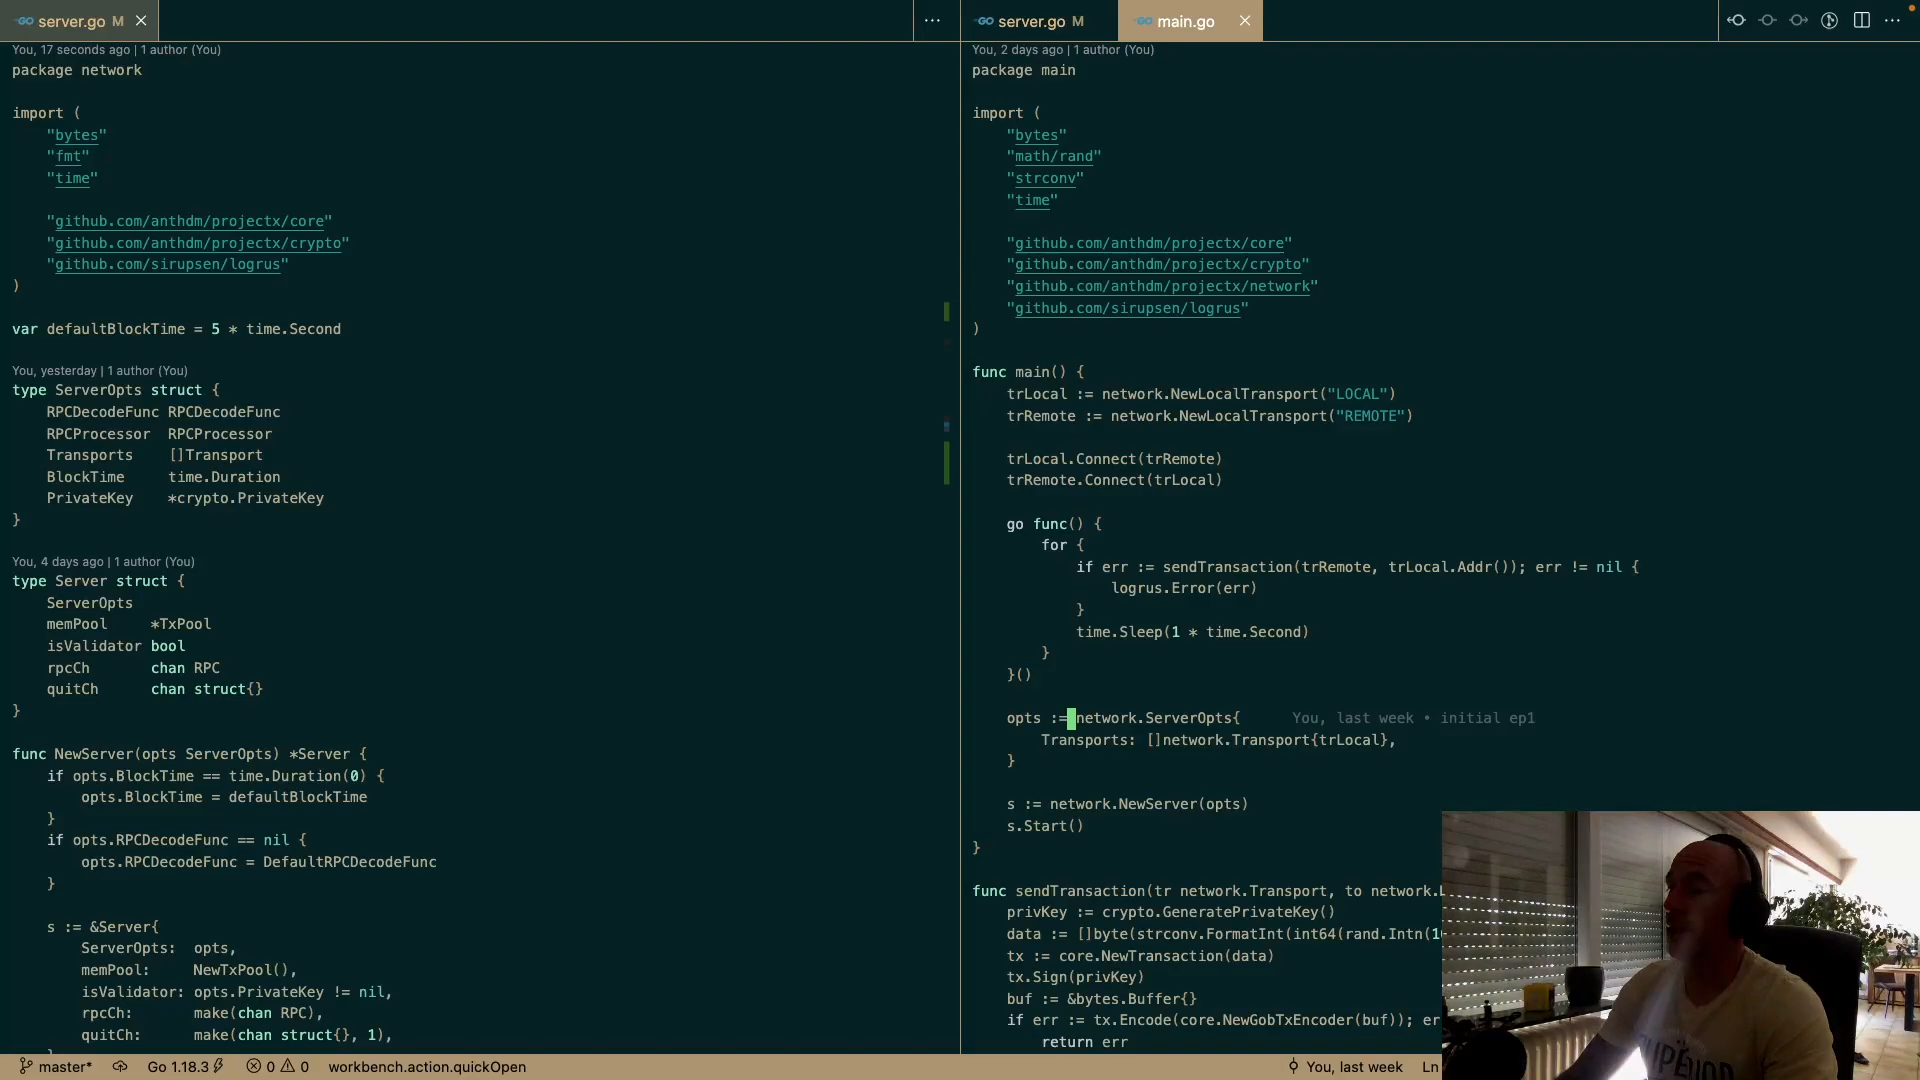 server.go M
server.go M
main.go
You, 17 seconds ago | 1 author (You)
package network
import (
"bytes"
"fmt"
"time"
"github.com/anthdm/projectx/core"
"github.com/anthdm/projectx/crypto"
"github.com/sirupsen/logrus"
)
var defaultBlockTime = 5 * time.Second
You, yesterday | 1 author (You)
type ServerOpts struct {
RPCDecodeFunc RPCDecodeFunc
RPCProcessor RPCProcessor
Transports []Transport
BlockTime time.Duration
PrivateKey *crypto.PrivateKey
}
You, 4 days ago | 1 author (You)
type Server struct {
ServerOpts
memPool *TxPool
isValidator bool
rpcCh chan RPC
quitCh chan struct{}
}
func NewServer(opts ServerOpts) *Server {
if opts.BlockTime == time.Duration(0) {
opts.BlockTime = defaultBlockTime
}
if opts.RPCDecodeFunc == nil {
opts.RPCDecodeFunc = DefaultRPCDecodeFunc
}
s := &Server{
ServerOpts: opts,
memPool: NewTxPool(),
isValidator: opts.PrivateKey != nil,
rpcCh: make(chan RPC),
quitCh: make(chan struct{}, 1),
You, 2 days ago | 1 author (You)
package main
import (
"bytes"
"math/rand"
"strconv"
"time"
"github.com/anthdm/projectx/core"
"github.com/anthdm/projectx/crypto"
"github.com/anthdm/projectx/network"
"github.com/sirupsen/logrus"
)
func main() {
trLocal := network.NewLocalTransport("LOCAL")
trRemote := network.NewLocalTransport("REMOTE")
trLocal.Connect(trRemote)
trRemote.Connect(trLocal)
go func() {
for {
if err := sendTransaction(trRemote, trLocal.Addr()); err != nil {
logrus.Error(err)
}
time.Sleep(1 * time.Second)
}
}()
opts := network.ServerOpts{ You, last week • initial ep1
Transports: []network.Transport{trLocal},
}
s := network.NewServer(opts)
s.Start()
}
func sendTransaction(tr network.Transport, to network.
privKey := crypto.GeneratePrivateKey()
data := []byte(strconv.FormatInt(int64(rand.Intn(1
tx := core.NewTransaction(data)
tx.Sign(privKey)
buf := &bytes.Buffer{}
if err := tx.Encode(core.NewGobTxEncoder(buf)); er
return err
master* Go 1.18.3 0 0 workbench.action.quickOpen You, last week Ln